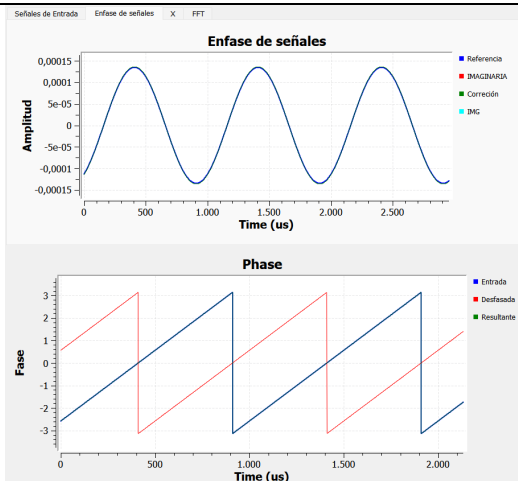 Señales de Entrada Enfase de señales X FFT
Enfase de señales
0,00015
0,0001
5e-05
0
-5e-05
-0,0001
-0,00015
Amplitud
0 500 1.000 1.500 2.000 2.500
Time (us)
Referencia
IMAGINARIA
Correción
IMG
Phase
3
2
1
0
-1
-2
-3
Fase
0 500 1.000 1.500 2.000
Time (us)
Entrada
Desfasada
Resultante